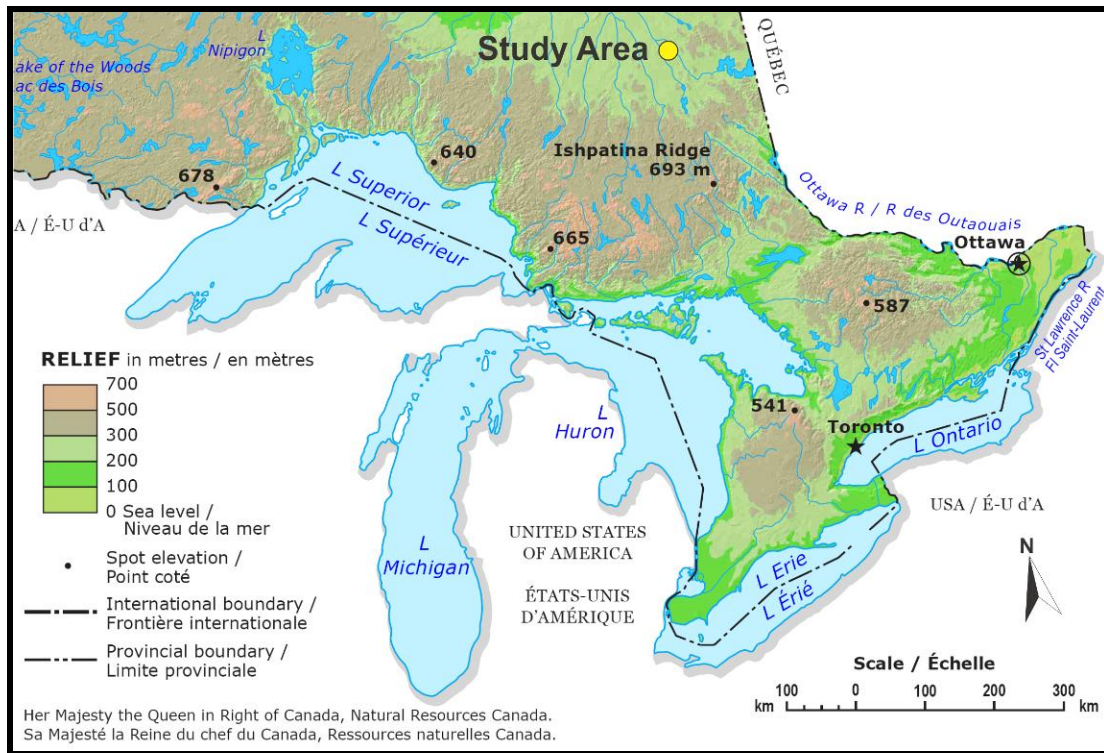 L
Nipigon
ake of the Woods
ac des Bois
Study Area
QUÉBEC
640
Ishpatina Ridge
693 m
678
A / É-U d'A
L Superior
L Supérieur
665
Ottawa R / R des Outaouais
Ottawa
587
St Lawrence R
Fl Saint-Laurent
RELIEF in metres / en mètres
700
500
300
200
100
0 Sea level /
Niveau de la mer
Spot elevation /
Point coté
International boundary /
Frontière internationale
Provincial boundary /
Limite provinciale
541
Toronto
L
Huron
L Ontario
USA / É-U d'A
UNITED STATES
OF AMERICA
ÉTATS-UNIS
D'AMÉRIQUE
L
Michigan
L Erie
L Érié
N
Scale / Échelle
100 0 100 200 300
km km
Her Majesty the Queen in Right of Canada, Natural Resources Canada.
Sa Majesté la Reine du chef du Canada, Ressources naturelles Canada.